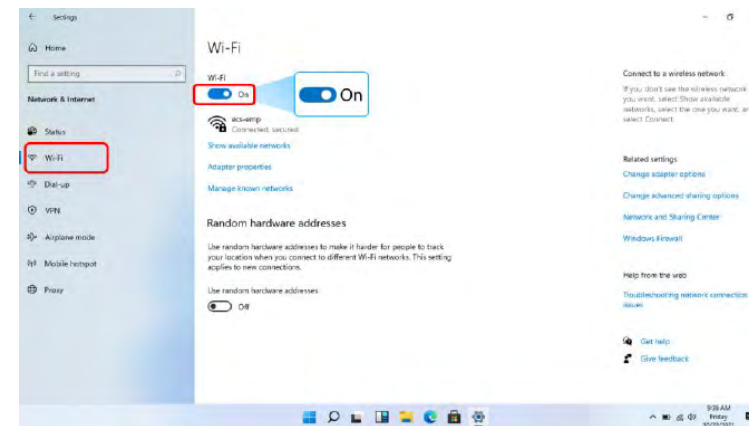 Settings
Home
Find a setting
Network & Internet
Status
Wi-Fi
Dial-up
VPN
Airplane mode
Mobile hotspot
Proxy
Wi-Fi
Wi-Fi
On
On
ecs-emp
Connected, secured
Show available networks
Adapter properties
Manage known networks
Random hardware addresses
Use random hardware addresses to make it harder for people to track
your location when you connect to different Wi-Fi networks. This setting
applies to new connections.
Use random hardware addresses
Off
Connect to a wireless network
If you don't see the wireless network
you want, select Show available
networks, select the one you want, an
select Connect
Related settings
Change adapter options
Change advanced sharing options
Network and Sharing Center
Windows Firewall
Help from the web
Troubleshooting network connection
issues
Get help
Give feedback
9:39 AM
Friday